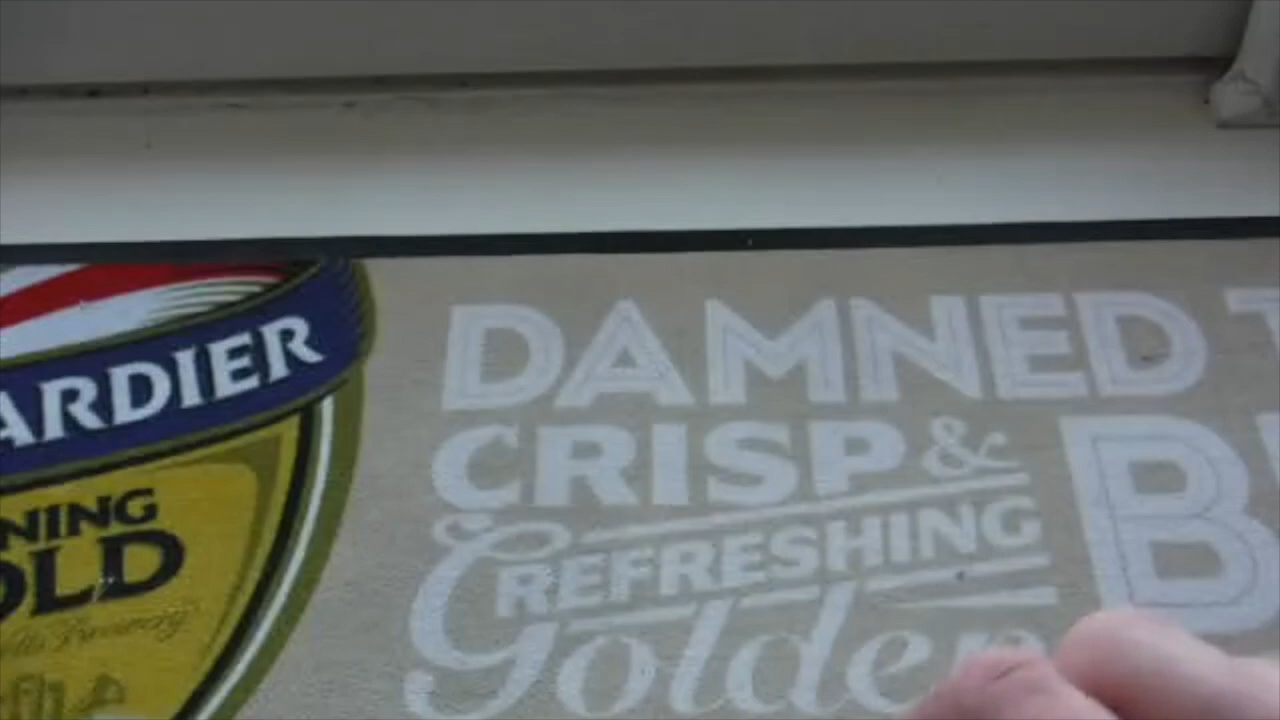 ARDIER
NING
OLD
DAMNED T
CRISP &
REFRESHING
Golden
B